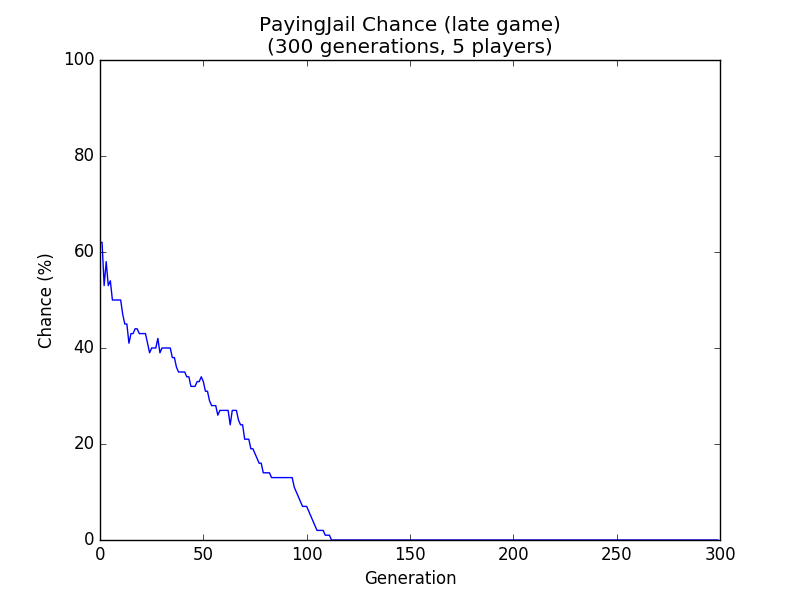 PayingJail Chance (late game)
(300 generations, 5 players)
100
80
60
40
20
0
Chance (%)
0 50 100 150 200 250 300
Generation